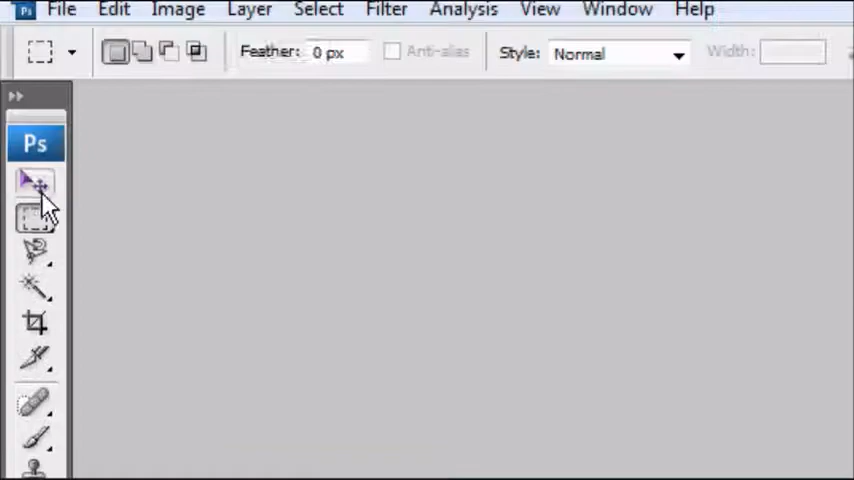 Ps File Edit Image Layer Select Filter Analysis View Window Help
Feather: 0 px Anti-alias Style: Normal Width:
Ps